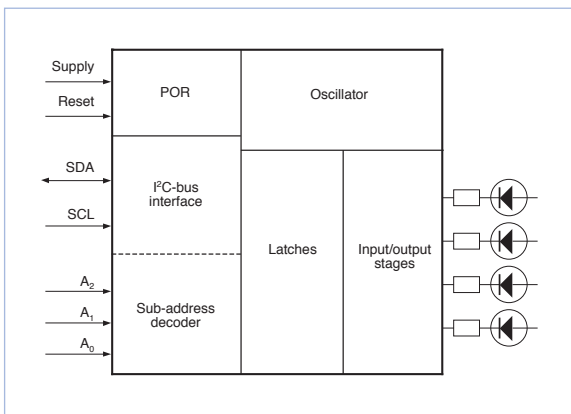 Supply
Reset
POR
Oscillator
SDA
SCL
I²C-bus
interface
Latches
Input/output
stages
A₂
A₁
A₀
Sub-address
decoder